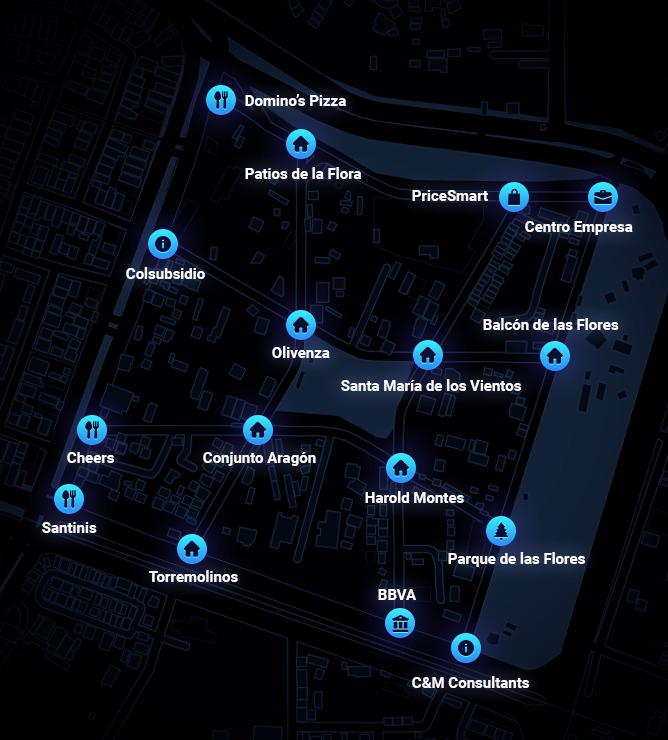 Domino's Pizza
Patios de la Flora
PriceSmart
Centro Empresa
Colsubsidio
Balcón de las Flores
Olivenza
Santa María de los Vientos
Cheers
Conjunto Aragón
Harold Montes
Santinis
Parque de las Flores
Torremolinos
BBVA
C&M Consultants